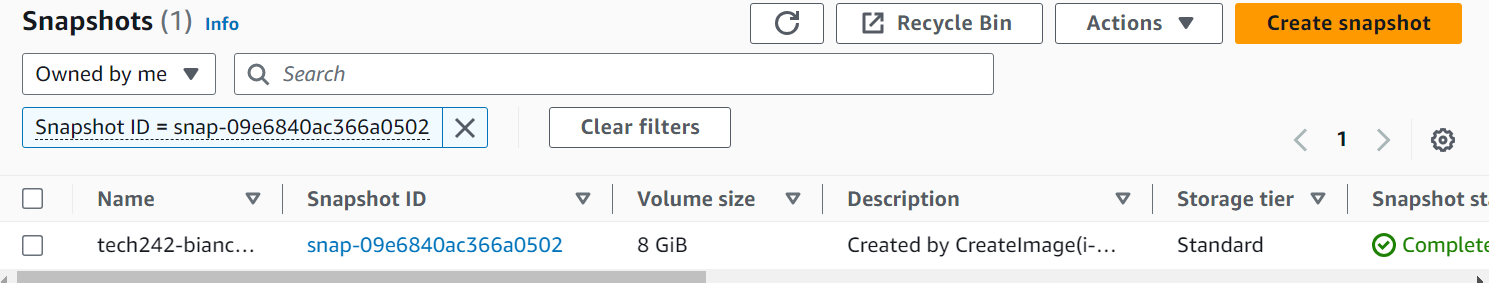 Snapshots (1) Info
Recycle Bin
Actions
Create snapshot
Owned by me
Search
Snapshot ID = snap-09e6840ac366a0502
Clear filters
1
Name Snapshot ID Volume size Description Storage tier Snapshot st
tech242-bianc... snap-09e6840ac366a0502 8 GiB Created by CreateImage(i-... Standard Complete